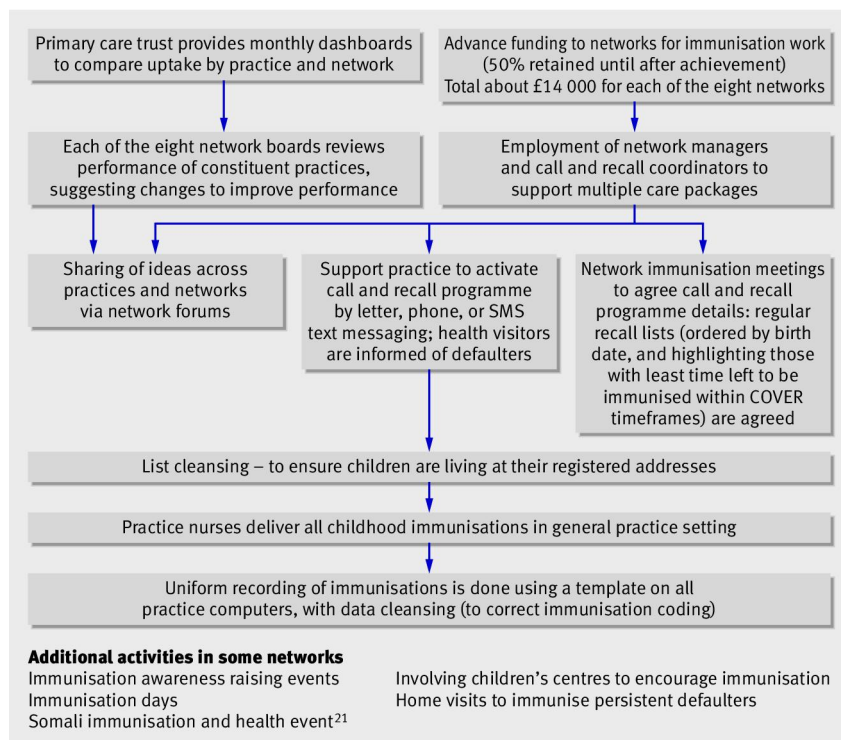 Primary care trust provides monthly dashboards
to compare uptake by practice and network
Advance funding to networks for immunisation work
(50% retained until after achievement)
Total about £14 000 for each of the eight networks
Each of the eight network boards reviews
performance of constituent practices,
suggesting changes to improve performance
Employment of network managers
and call and recall coordinators to
support multiple care packages
Sharing of ideas across
practices and networks
via network forums
Support practice to activate
call and recall programme
by letter, phone, or SMS
text messaging; health visitors
are informed of defaulters
Network immunisation meetings
to agree call and recall
programme details: regular
recall lists (ordered by birth
date, and highlighting those
with least time left to be
immunised within COVER
timeframes) are agreed
List cleansing – to ensure children are living at their registered addresses
Practice nurses deliver all childhood immunisations in general practice setting
Uniform recording of immunisations is done using a template on all
practice computers, with data cleansing (to correct immunisation coding)
Additional activities in some networks
Immunisation awareness raising events
Immunisation days
Somali immunisation and health event²¹
Involving children’s centres to encourage immunisation
Home visits to immunise persistent defaulters